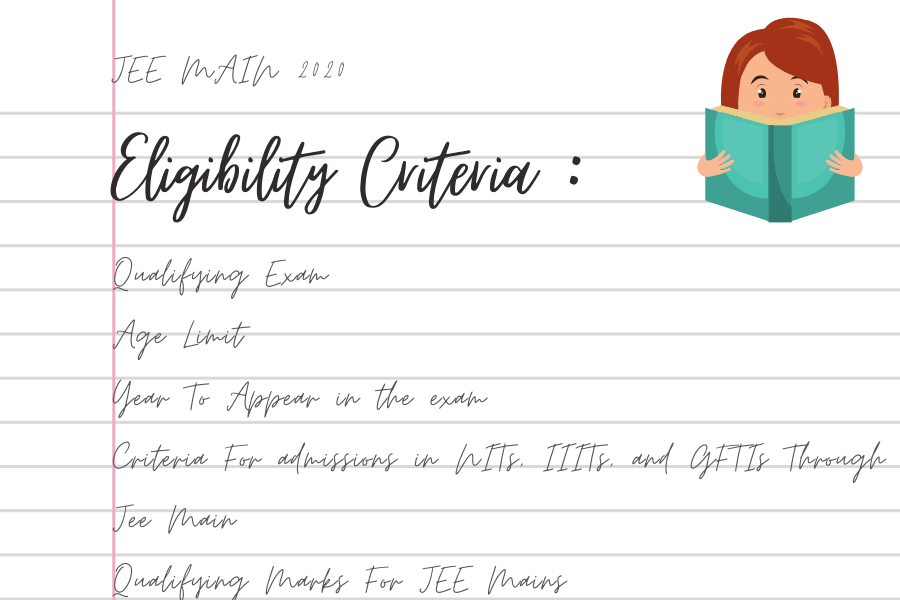 JEE MAIN 2020
Eligibility Criteria :
Qualifying Exam
Age Limit
Year To Appear in the exam
Criteria For admissions in NITs, IIITs, and GFTIs Through
Jee Main
Qualifying Marks For JEE Mains